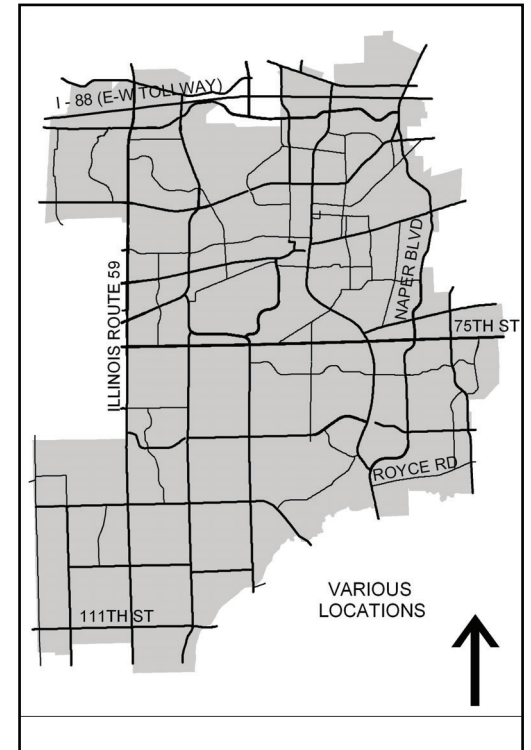 I - 88 (E-W TOLLWAY)
ILLINOIS ROUTE 59
NAPER BLVD
75TH ST
ROYCE RD
VARIOUS
LOCATIONS
111TH ST